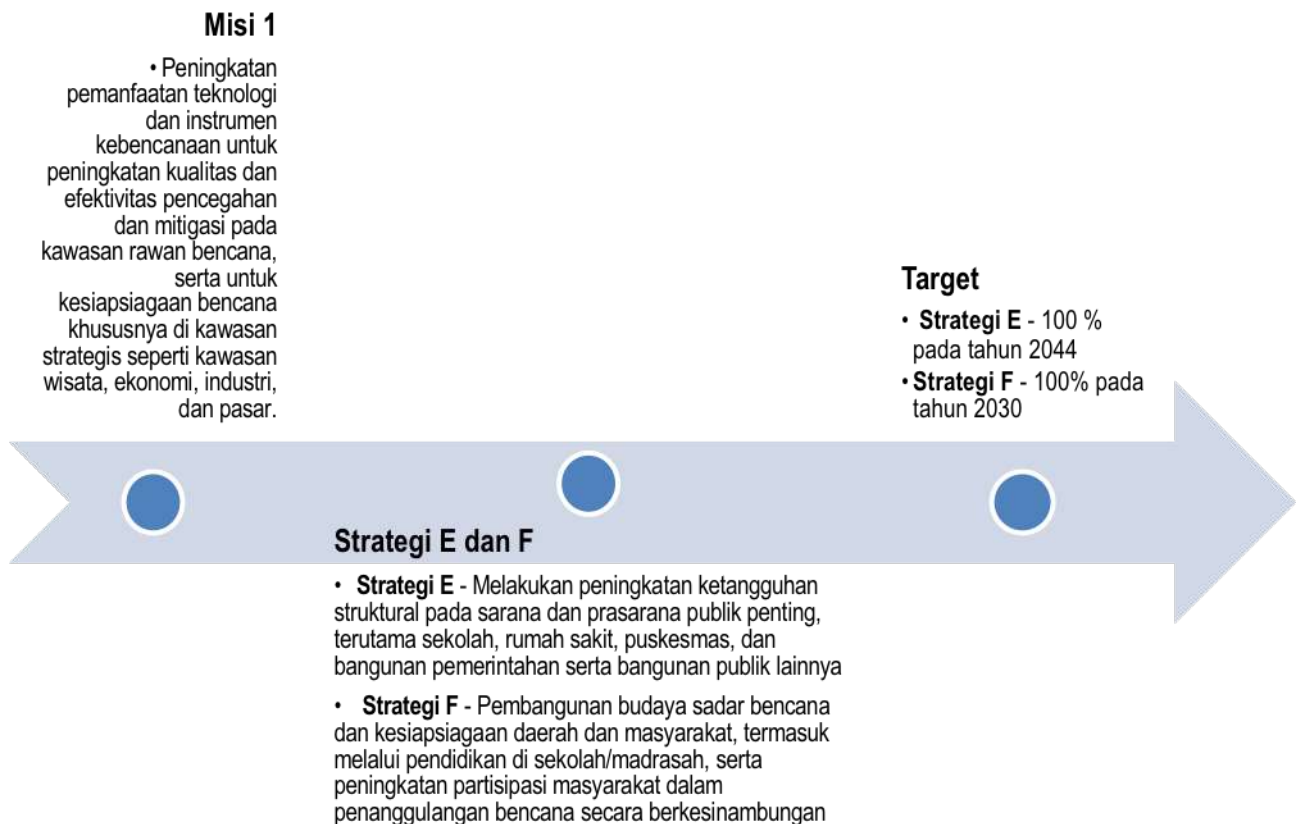 Misi 1
• Peningkatan
pemanfaatan teknologi
dan instrumen
kebencanaan untuk
peningkatan kualitas dan
efektivitas pencegahan
dan mitigasi pada
kawasan rawan bencana,
serta untuk
kesiapsiagaan bencana
khususnya di kawasan
strategis seperti kawasan
wisata, ekonomi, industri,
dan pasar.
Strategi E dan F
• Strategi E - Melakukan peningkatan ketangguhan
struktural pada sarana dan prasarana publik penting,
terutama sekolah, rumah sakit, puskesmas, dan
bangunan pemerintahan serta bangunan publik lainnya
• Strategi F - Pembangunan budaya sadar bencana
dan kesiapsiagaan daerah dan masyarakat, termasuk
melalui pendidikan di sekolah/madrasah, serta
peningkatan partisipasi masyarakat dalam
penanggulangan bencana secara berkesinambungan
Target
• Strategi E - 100 %
pada tahun 2044
• Strategi F - 100% pada
tahun 2030